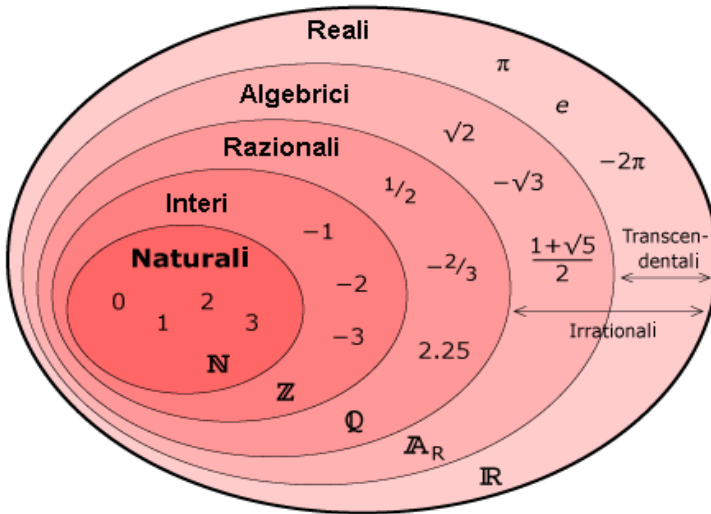 Reali
π
e
−2π
Algebrici
√2
−√3
1+√5
2
Transcen-
dentali
Irrationali
Razionali
1/2
−2/3
2.25
Interi
−1
−2
−3
Naturali
0 1 2 3
ℕ
ℤ
ℚ
𝔸R
ℝ